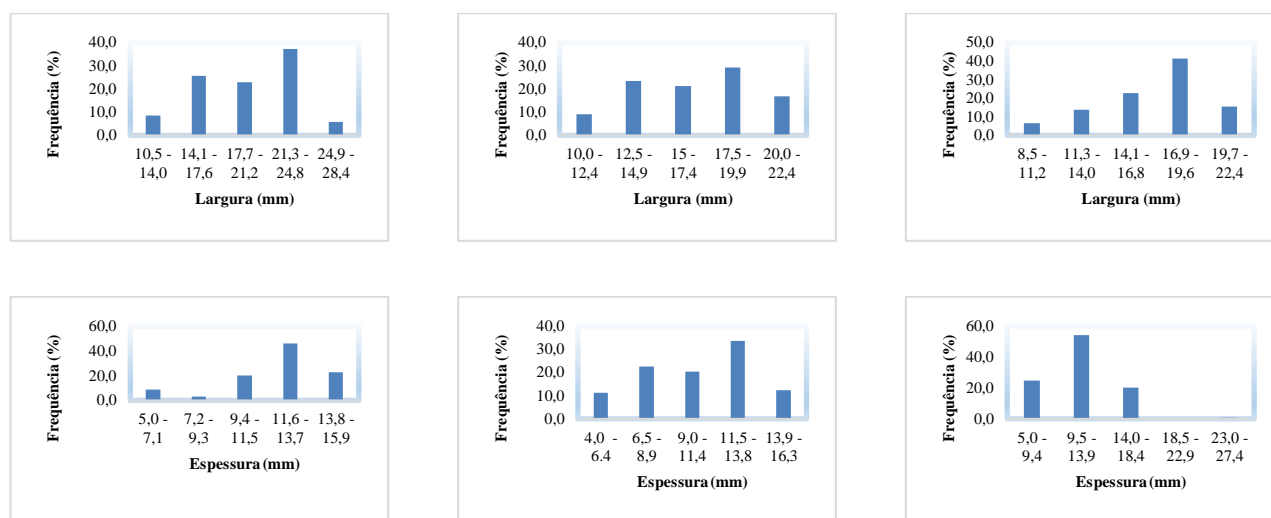 Frequência (%)
40,0
30,0
20,0
10,0
0,0
10,5 - 14,1 - 17,7 - 21,3 - 24,9 -
14,0 17,6 21,2 24,8 28,4
Largura (mm)
Frequência (%)
40,0
30,0
20,0
10,0
0,0
10,0 - 12,5 - 15 - 17,5 - 20,0 -
12,4 14,9 17,4 19,9 22,4
Largura (mm)
Frequência (%)
50,0
40,0
30,0
20,0
10,0
0,0
8,5 - 11,3 - 14,1 - 16,9 - 19,7 -
11,2 14,0 16,8 19,6 22,4
Largura (mm)
Frequência (%)
60,0
40,0
20,0
0,0
5,0 - 7,2 - 9,4 - 11,6 - 13,8 -
7,1 9,3 11,5 13,7 15,9
Espessura (mm)
Frequência (%)
40,0
30,0
20,0
10,0
0,0
4,0 - 6,5 - 9,0 - 11,5 - 13,9 -
6.4 8,9 11,4 13,8 16,3
Espessura (mm)
Frequência (%)
60,0
40,0
20,0
0,0
5,0 - 9,5 - 14,0 - 18,5 - 23,0 -
9,4 13,9 18,4 22,9 27,4
Espessura (mm)